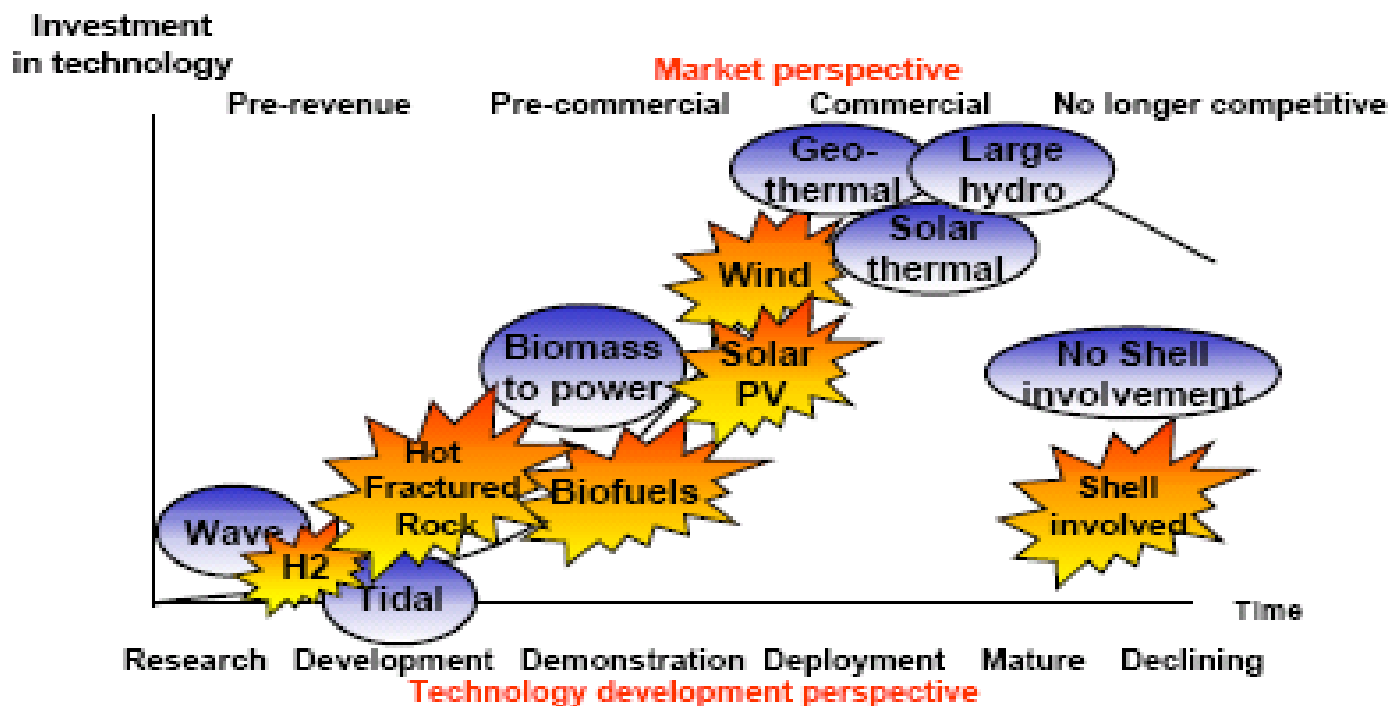 Investment
in technology
Market perspective
Pre-revenue Pre-commercial Commercial No longer competitive
Geo-
thermal
Large
hydro
Solar
thermal
Wind
Solar
PV
Biomass
to power
No Shell
involvement
Hot
Fractured
Rock
Biofuels
Shell
involved
Wave
H2
Tidal
Time
Research Development Demonstration Deployment Mature Declining
Technology development perspective